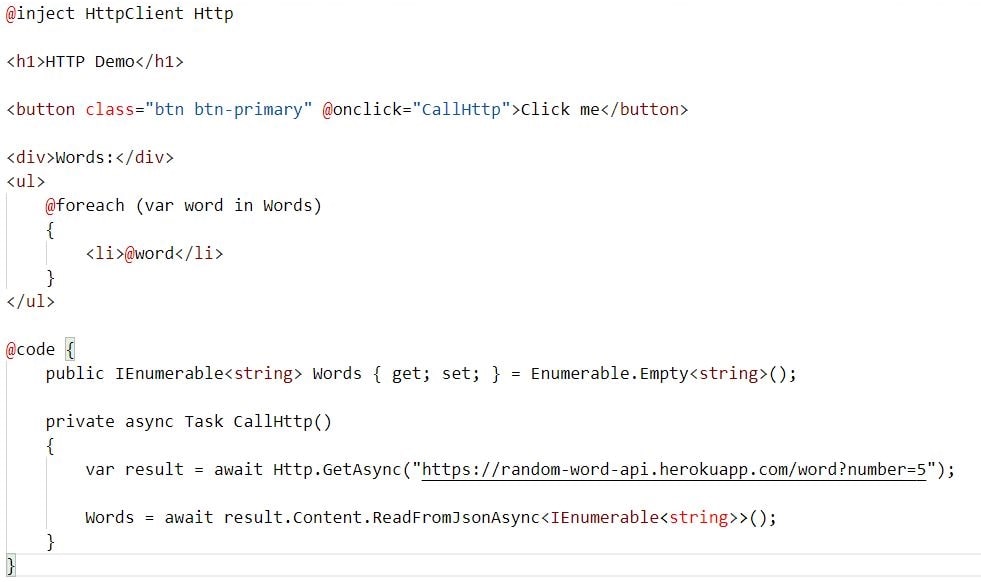 @inject HttpClient Http
<h1>HTTP Demo</h1>
<button class="btn btn-primary" @onclick="CallHttp">Click me</button>
<div>Words:</div>
<ul>
    @foreach (var word in Words)
    {
        <li>@word</li>
    }
</ul>
@code {
    public IEnumerable<string> Words { get; set; } = Enumerable.Empty<string>();
    private async Task CallHttp()
    {
        var result = await Http.GetAsync("https://random-word-api.herokuapp.com/word?number=5");
        Words = await result.Content.ReadFromJsonAsync<IEnumerable<string>>();
    }
}